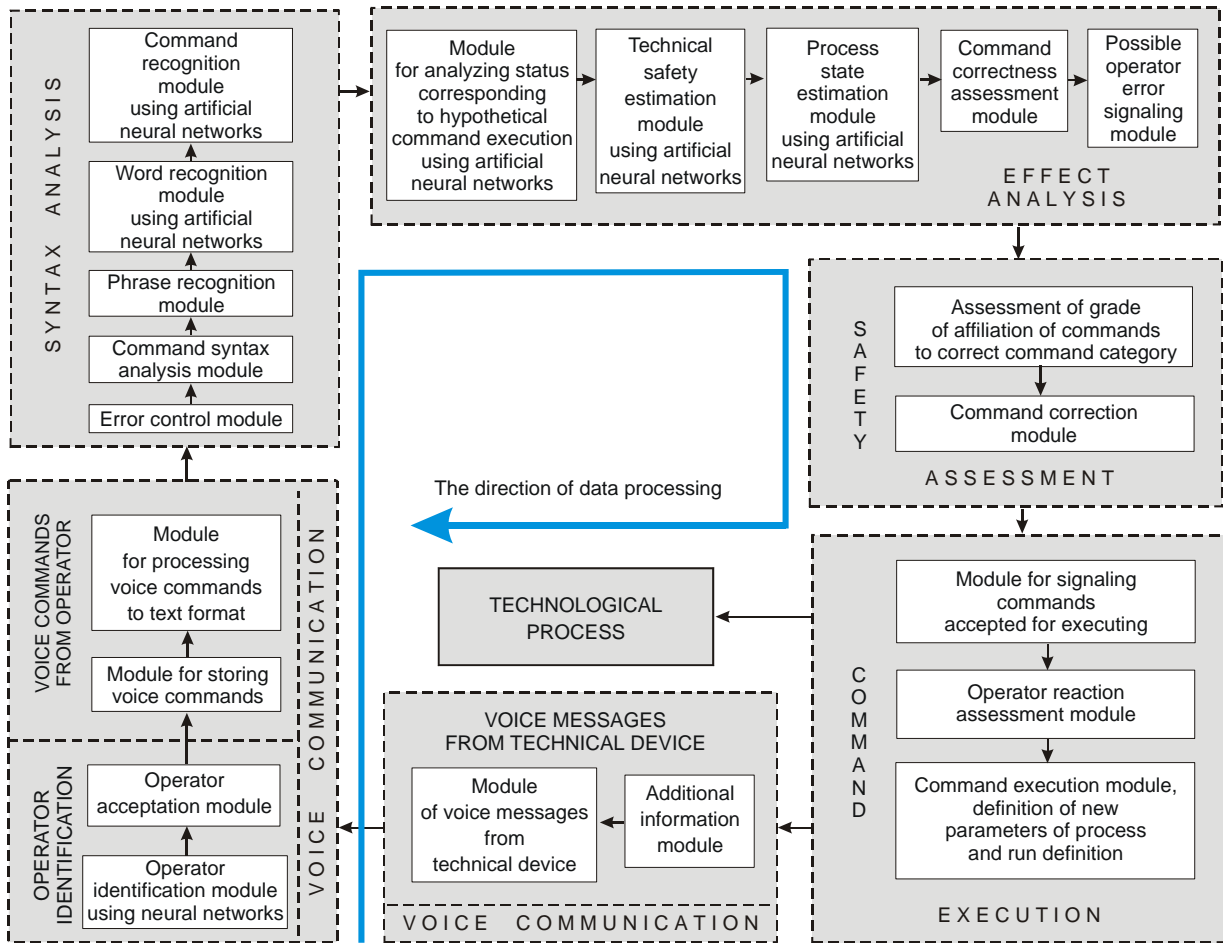 SYNTAX ANALYSIS
Command
recognition
module
using artificial
neural networks
Word recognition
module
using artificial
neural networks
Phrase recognition
module
Command syntax
analysis module
Error control module
Module
for analyzing status
corresponding
to hypothetical
command execution
using artificial
neural networks
Technical
safety
estimation
module
using artificial
neural networks
Process
state
estimation
module
using artificial
neural networks
Command
correctness
assessment
module
Possible
operator
error
signaling
module
EFFECT
ANALYSIS
SAFETY
Assessment of grade
of affiliation of commands
to correct command category
Command correction
module
ASSESSMENT
The direction of data processing
VOICE COMMANDS
FROM OPERATOR
Module
for processing
voice commands
to text format
Module for storing
voice commands
OPERATOR
IDENTIFICATION
Operator
acceptation module
Operator
identification module
using neural networks
VOICE COMMUNICATION
TECHNOLOGICAL
PROCESS
VOICE MESSAGES
FROM TECHNICAL DEVICE
Module
of voice messages
from
technical device
Additional
information
module
VOICE COMMUNICATION
COMMAND
Module for signaling
commands
accepted for executing
Operator reaction
assessment module
Command execution module,
definition of new
parameters of process
and run definition
EXECUTION